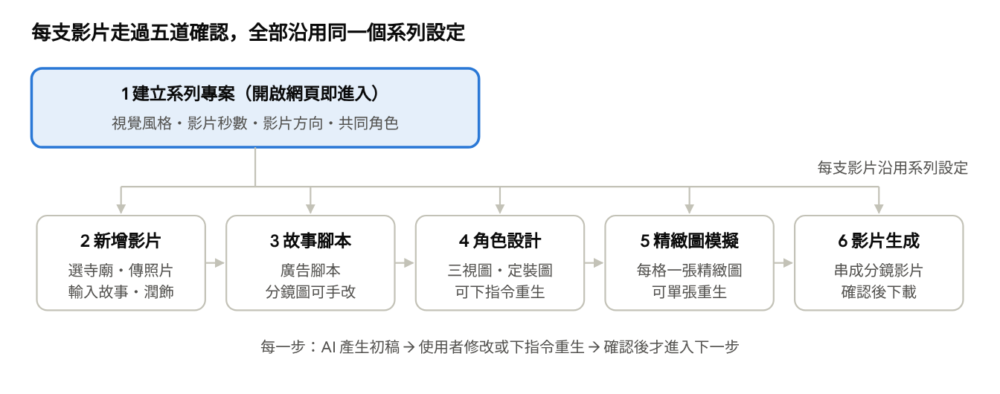 每支影片走過五道確認，全部沿用同一個系列設定
1 建立系列專案（開啟網頁即進入）
視覺風格・影片秒數・影片方向・共同角色
每支影片沿用系列設定
2 新增影片
選寺廟・傳照片
輸入故事・潤飾
3 故事腳本
廣告腳本
分鏡圖可手改
4 角色設計
三視圖・定裝圖
可下指令重生
5 精緻圖模擬
每格一張精緻圖
可單張重生
6 影片生成
串成分鏡影片
確認後下載
每一步：AI 產生初稿 → 使用者修改或下指令重生 → 確認後才進入下一步